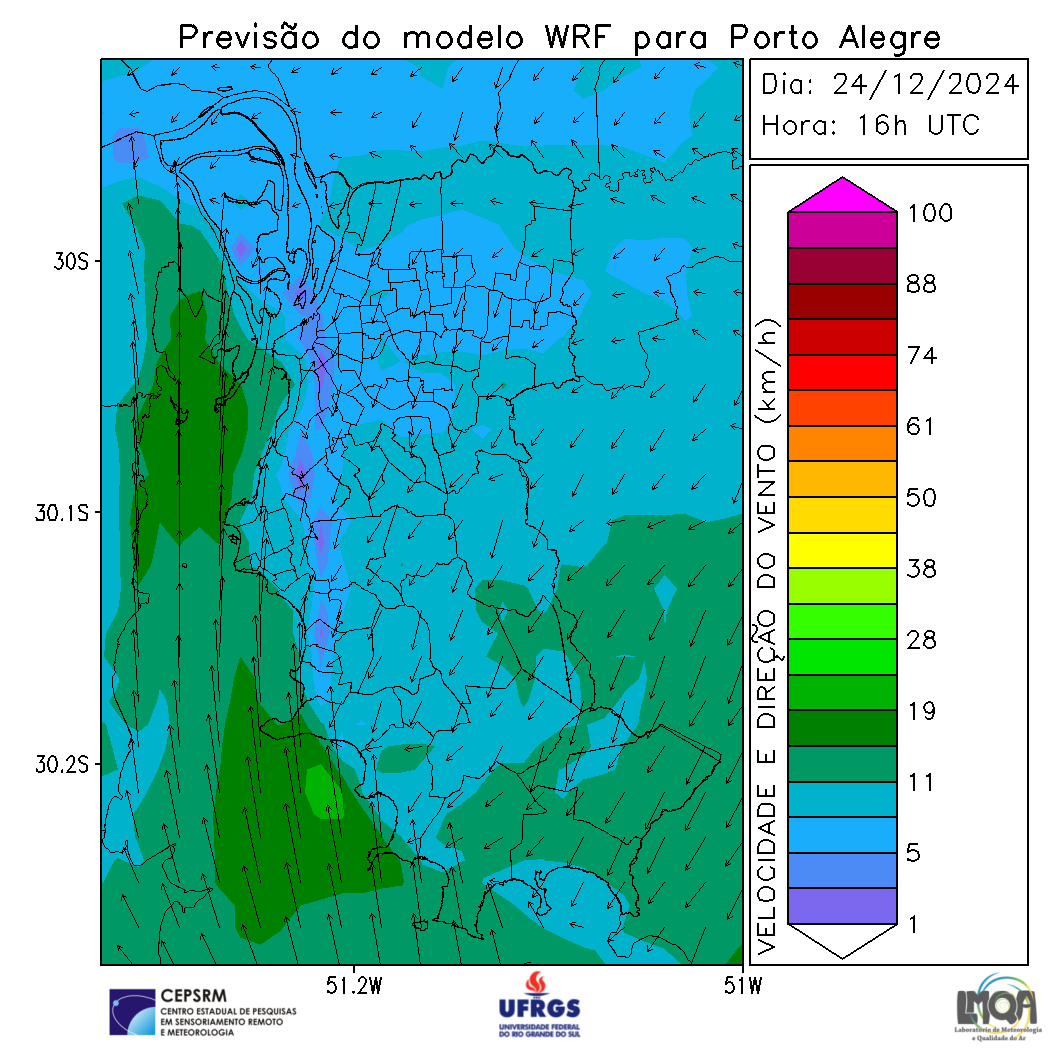 Previsão do modelo WRF para Porto Alegre
Dia: 24/12/2024
Hora: 16h UTC
30S
30.1S
30.2S
51.2W
51W
VELOCIDADE E DIREÇÃO DO VENTO (km/h)
100
88
74
61
50
38
28
19
11
5
1
CEPSRM
CENTRO ESTADUAL DE PESQUISAS
EM SENSORIAMENTO REMOTO
E METEOROLOGIA
UFRGS
UNIVERSIDADE FEDERAL
DO RIO GRANDE DO SUL
LMQA
Laboratório de Meteorologia
e Qualidade do Ar